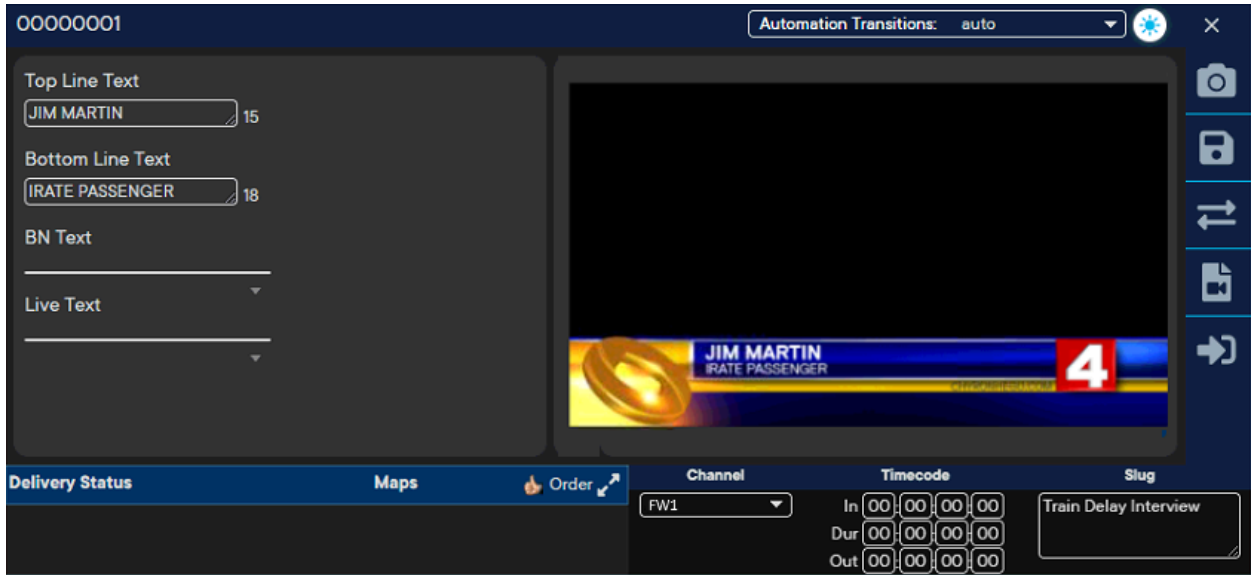 00000001
Automation Transitions: auto
Top Line Text
JIM MARTIN 15
Bottom Line Text
IRATE PASSENGER 18
BN Text
Live Text
JIM MARTIN
IRATE PASSENGER
4
Delivery Status Maps 👍 Order
Channel Timecode Slug
FW1
In 00:00:00:00
Dur 00:00:00:00
Out 00:00:00:00
Train Delay Interview